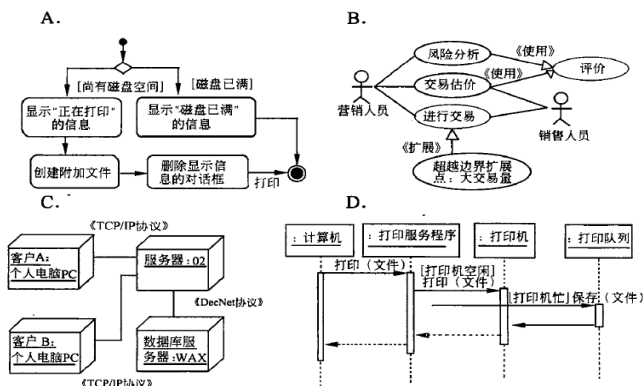 A.
[尚有磁盘空间]
[磁盘已满]
显示“正在打印”
的信息
显示“磁盘已满”
的信息
创建附加文件
删除显示信
息的对话框
打印
B.
风险分析
《使用》
评价
交易估价
《使用》
营销人员
进行交易
销售人员
《扩展》
超越边界扩展
点：大交易量
C.
《TCP/IP协议》
客户A:
个人电脑PC
服务器:02
《DecNet协议》
客户 B:
个人电脑PC
数据库服
务器:WAX
《TCP/IP协议》
D.
：计算机
：打印服务程序
：打印机
：打印队列
打印（文件）
[打印机空闲]
打印（文件）
[打印机忙]保存（文件）